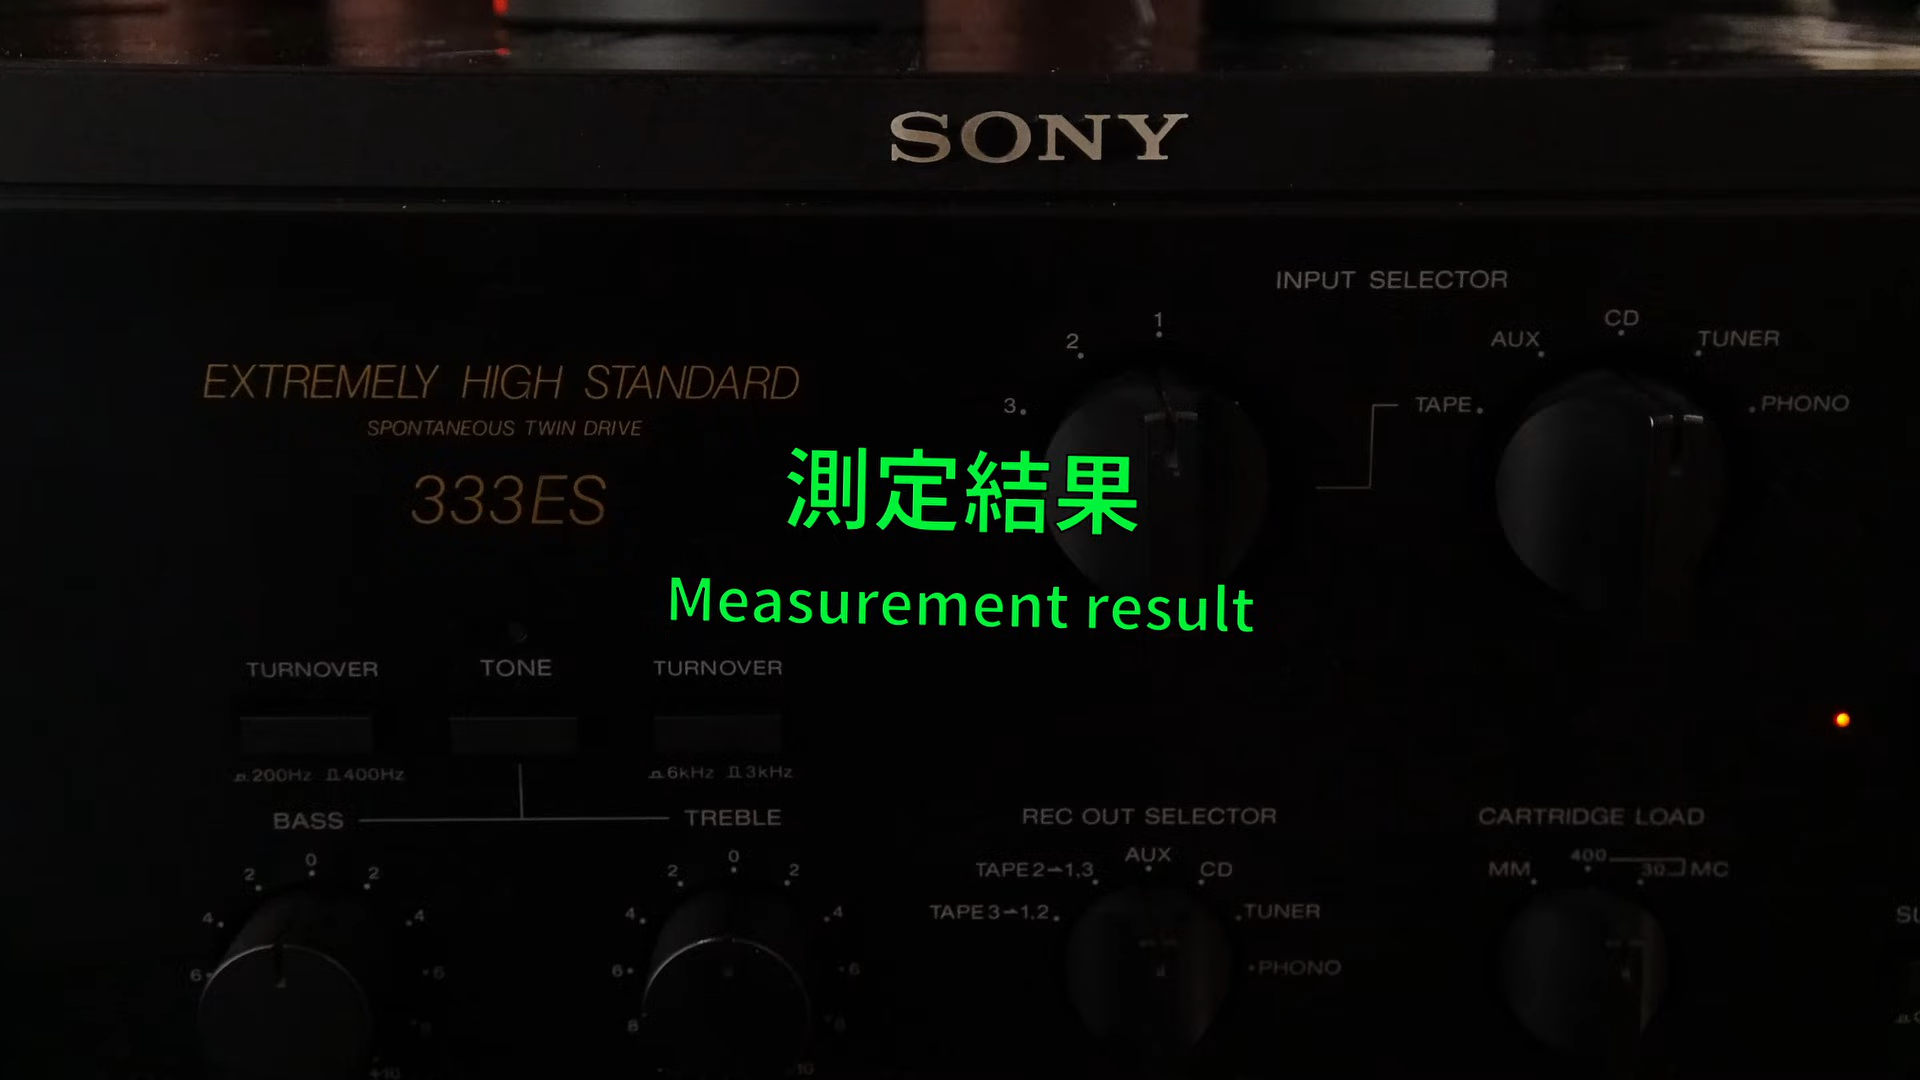 SONY
INPUT SELECTOR
1
2
3
AUX
CD
TUNER
TAPE
PHONO
EXTREMELY HIGH STANDARD
SPONTANEOUS TWIN DRIVE
333ES
測定結果
Measurement result
TURNOVER
TONE
TURNOVER
200Hz 400Hz
6kHz 3kHz
BASS
TREBLE
2 0 2
4 4
6 6
2 0 2
4 4
6 6
8
REC OUT SELECTOR
AUX
TAPE2→1,3
CD
TAPE3→1.2
TUNER
PHONO
CARTRIDGE LOAD
MM
400
30
MC